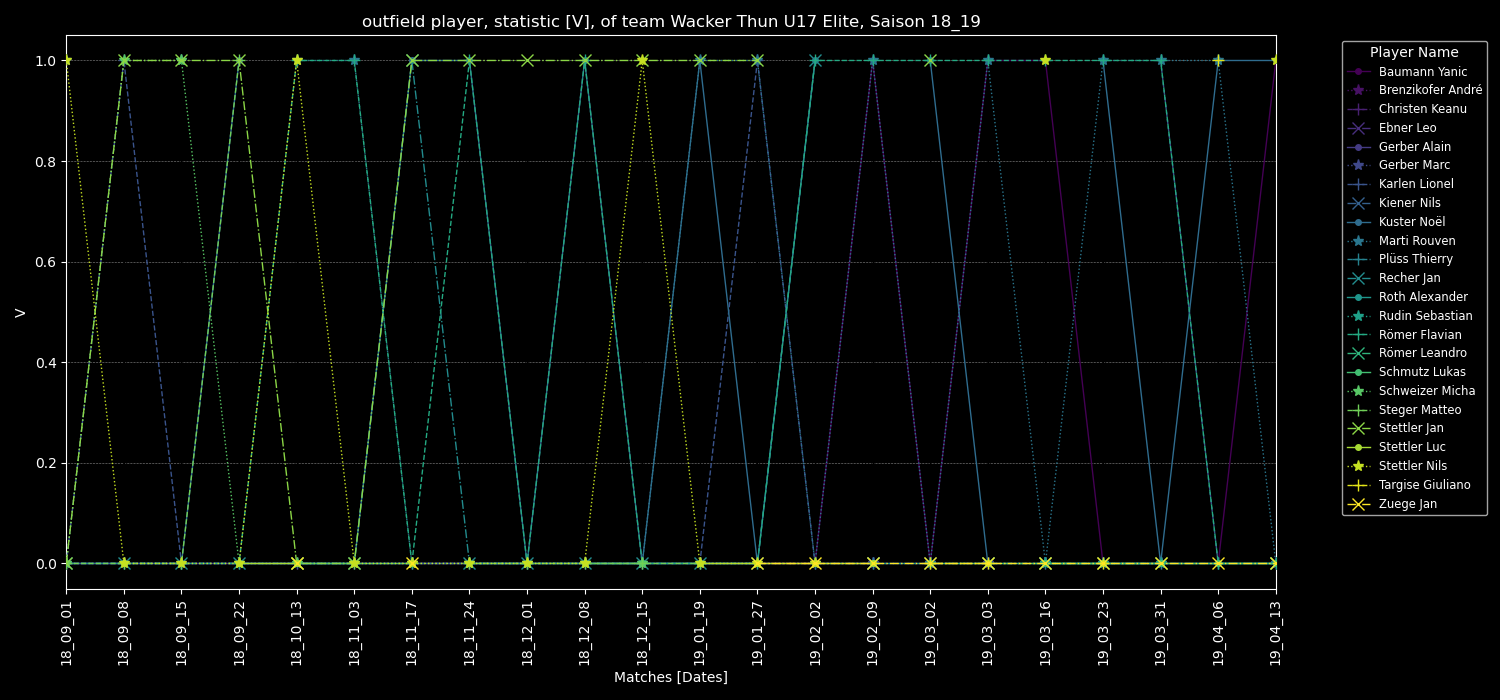 outfield player, statistic [V], of team Wacker Thun U17 Elite, Saison 18_19
V
1.0
0.8
0.6
0.4
0.2
0.0
18_09_01
18_09_08
18_09_15
18_09_22
18_10_13
18_11_03
18_11_17
18_11_24
18_12_01
18_12_08
18_12_15
19_01_19
19_01_27
19_02_02
19_02_09
19_03_02
19_03_03
19_03_16
19_03_23
19_03_31
19_04_06
19_04_13
Matches [Dates]
Player Name
Baumann Yanic
Brenzikofer André
Christen Keanu
Ebner Leo
Gerber Alain
Gerber Marc
Karlen Lionel
Kiener Nils
Kuster Noël
Marti Rouven
Plüss Thierry
Recher Jan
Roth Alexander
Rudin Sebastian
Römer Flavian
Römer Leandro
Schmutz Lukas
Schweizer Micha
Steger Matteo
Stettler Jan
Stettler Luc
Stettler Nils
Targise Giuliano
Zuege Jan